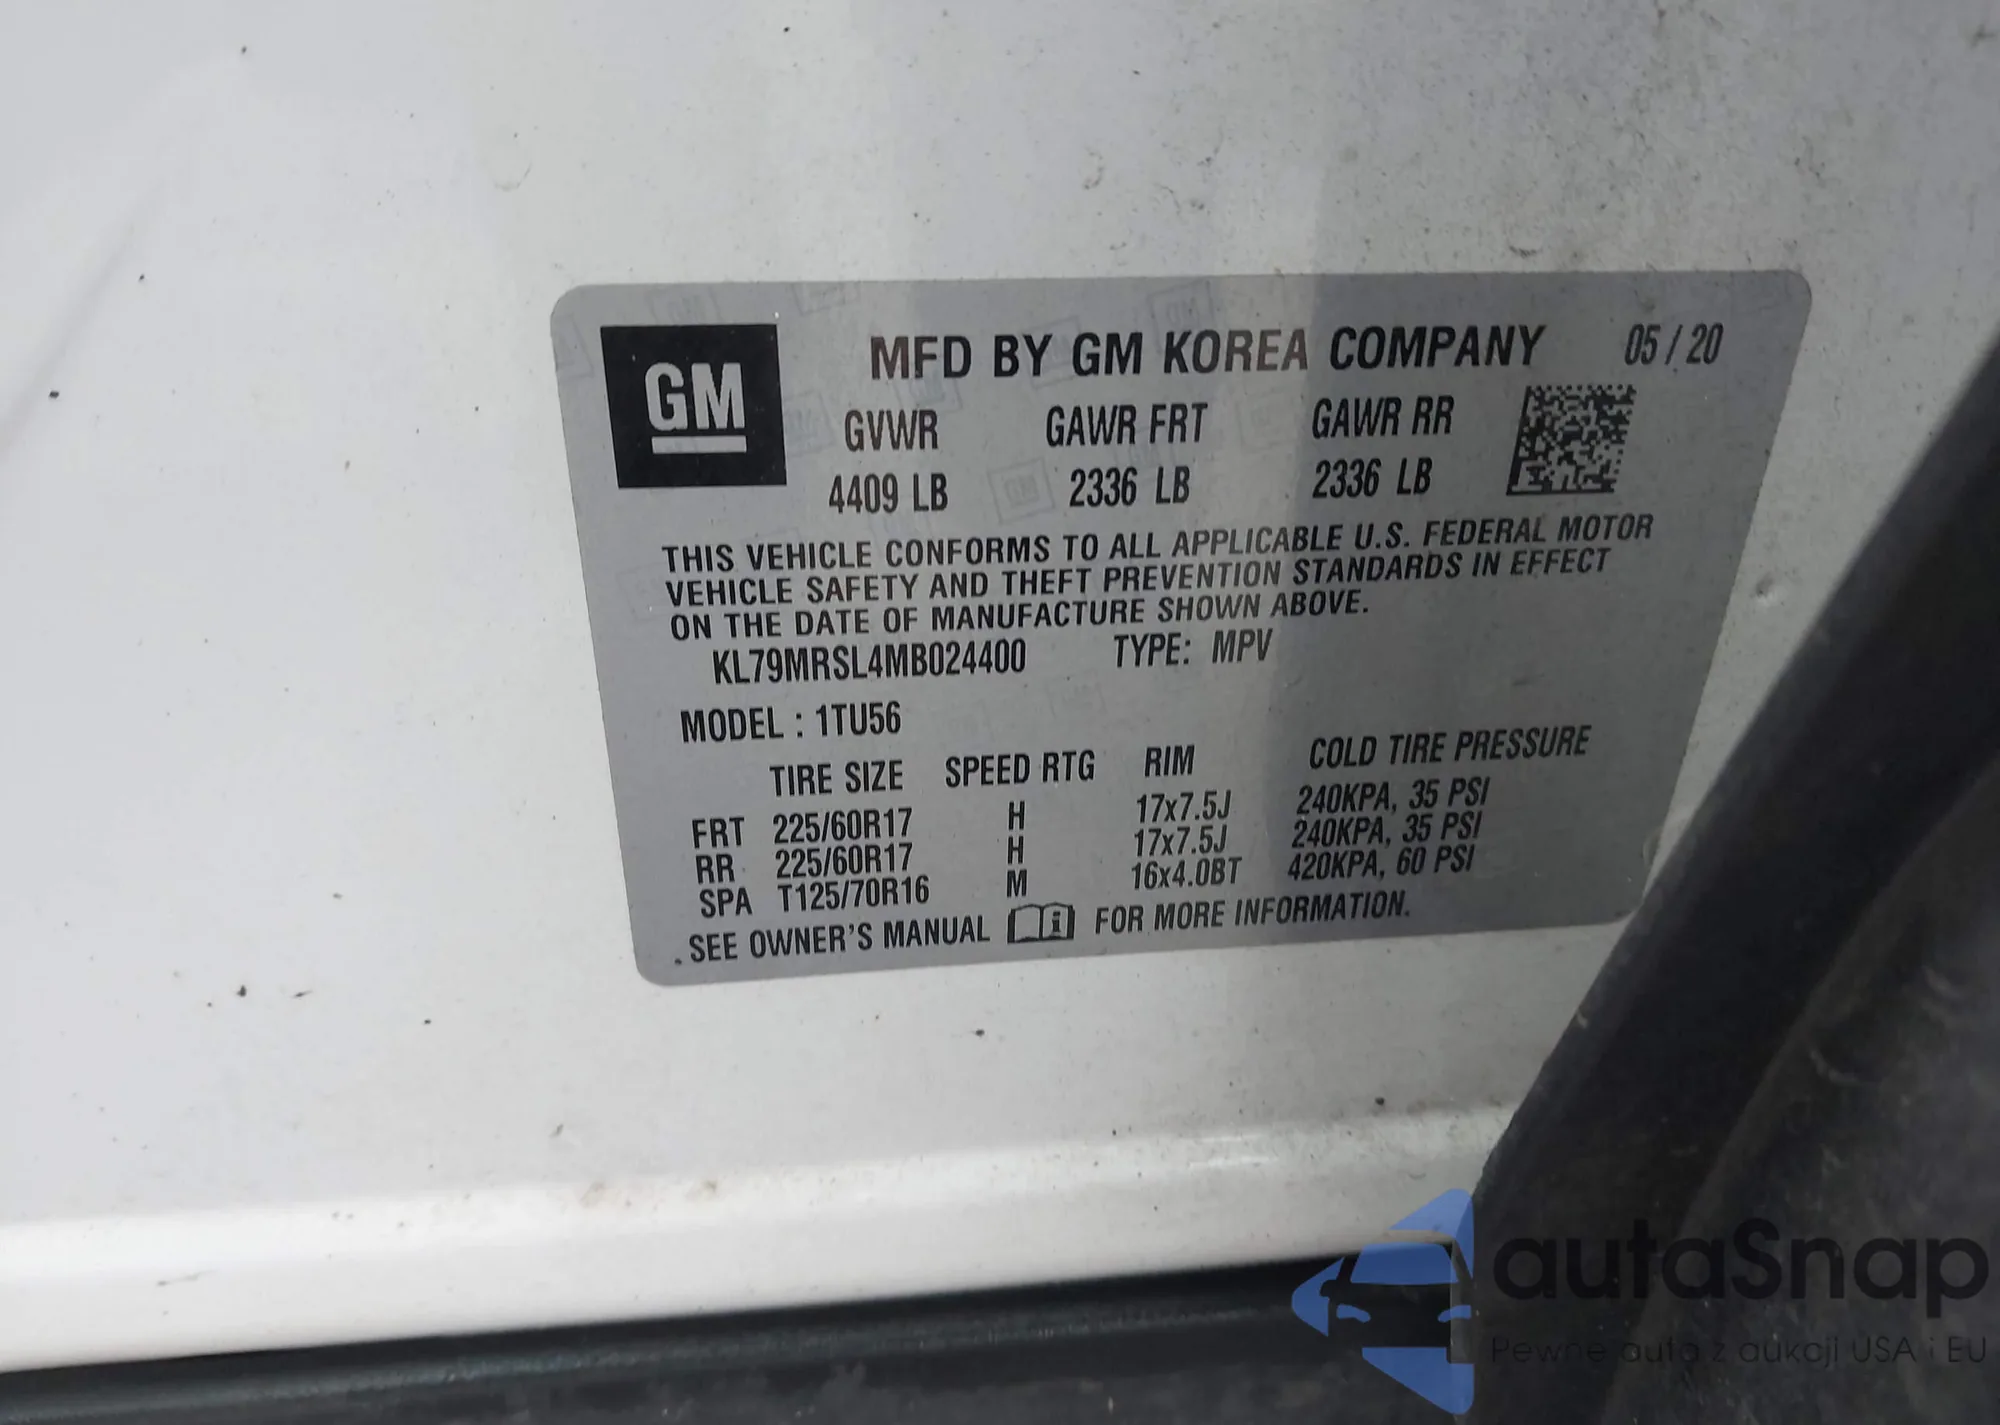 GM
MFD BY GM KOREA COMPANY 05/20
GVWR GAWR FRT GAWR RR
4409 LB 2336 LB 2336 LB
THIS VEHICLE CONFORMS TO ALL APPLICABLE U.S. FEDERAL MOTOR
VEHICLE SAFETY AND THEFT PREVENTION STANDARDS IN EFFECT
ON THE DATE OF MANUFACTURE SHOWN ABOVE.
KL79MRSL4MB024400 TYPE: MPV
MODEL : 1TU56
TIRE SIZE SPEED RTG RIM COLD TIRE PRESSURE
FRT 225/60R17 H 17x7.5J 240KPA, 35 PSI
RR 225/60R17 H 17x7.5J 240KPA, 35 PSI
SPA T125/70R16 M 16x4.0BT 420KPA, 60 PSI
SEE OWNER'S MANUAL i FOR MORE INFORMATION.
autaSnap
Pewne auta z aukcji USA i EU